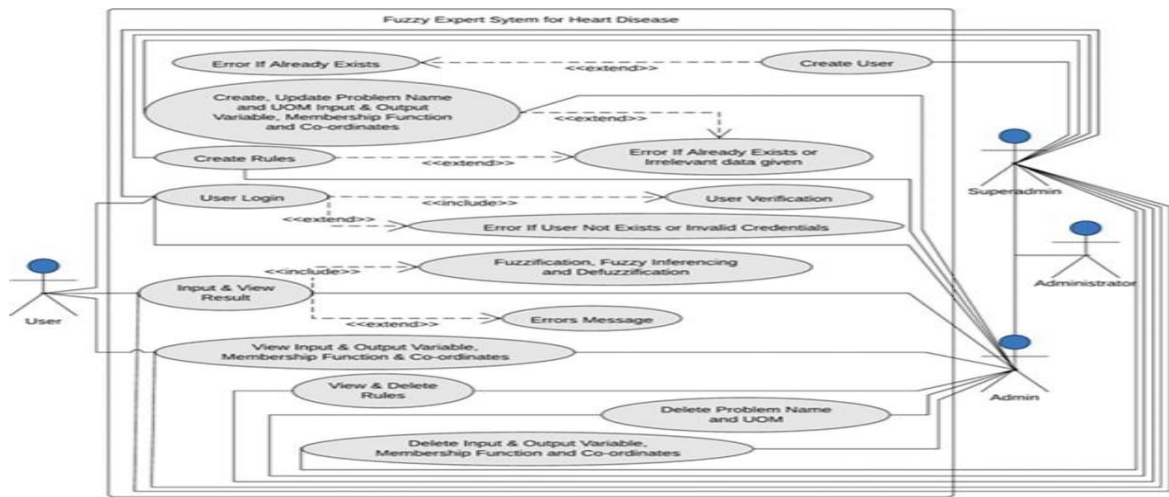 Fuzzy Expert Sytem for Heart Disease
Error If Already Exists
<<extend>>
Create User
Create, Update Problem Name
and UOM Input & Output
Variable, Membership Function
and Co-ordinates
<<extend>>
Error If Already Exists or
Irrelevant data given
Create Rules
<<extend>>
Superadmin
User Login
<<include>>
User Verification
<<extend>>
Error If User Not Exists or Invalid Credentials
Fuzzification, Fuzzy Inferencing
and Defuzzification
<<include>>
Administrator
Input & View
Result
User
<<extend>>
Errors Message
View Input & Output Variable,
Membership Function & Co-ordinates
View & Delete
Rules
Admin
Delete Problem Name
and UOM
Delete Input & Output Variable,
Membership Function and Co-ordinates